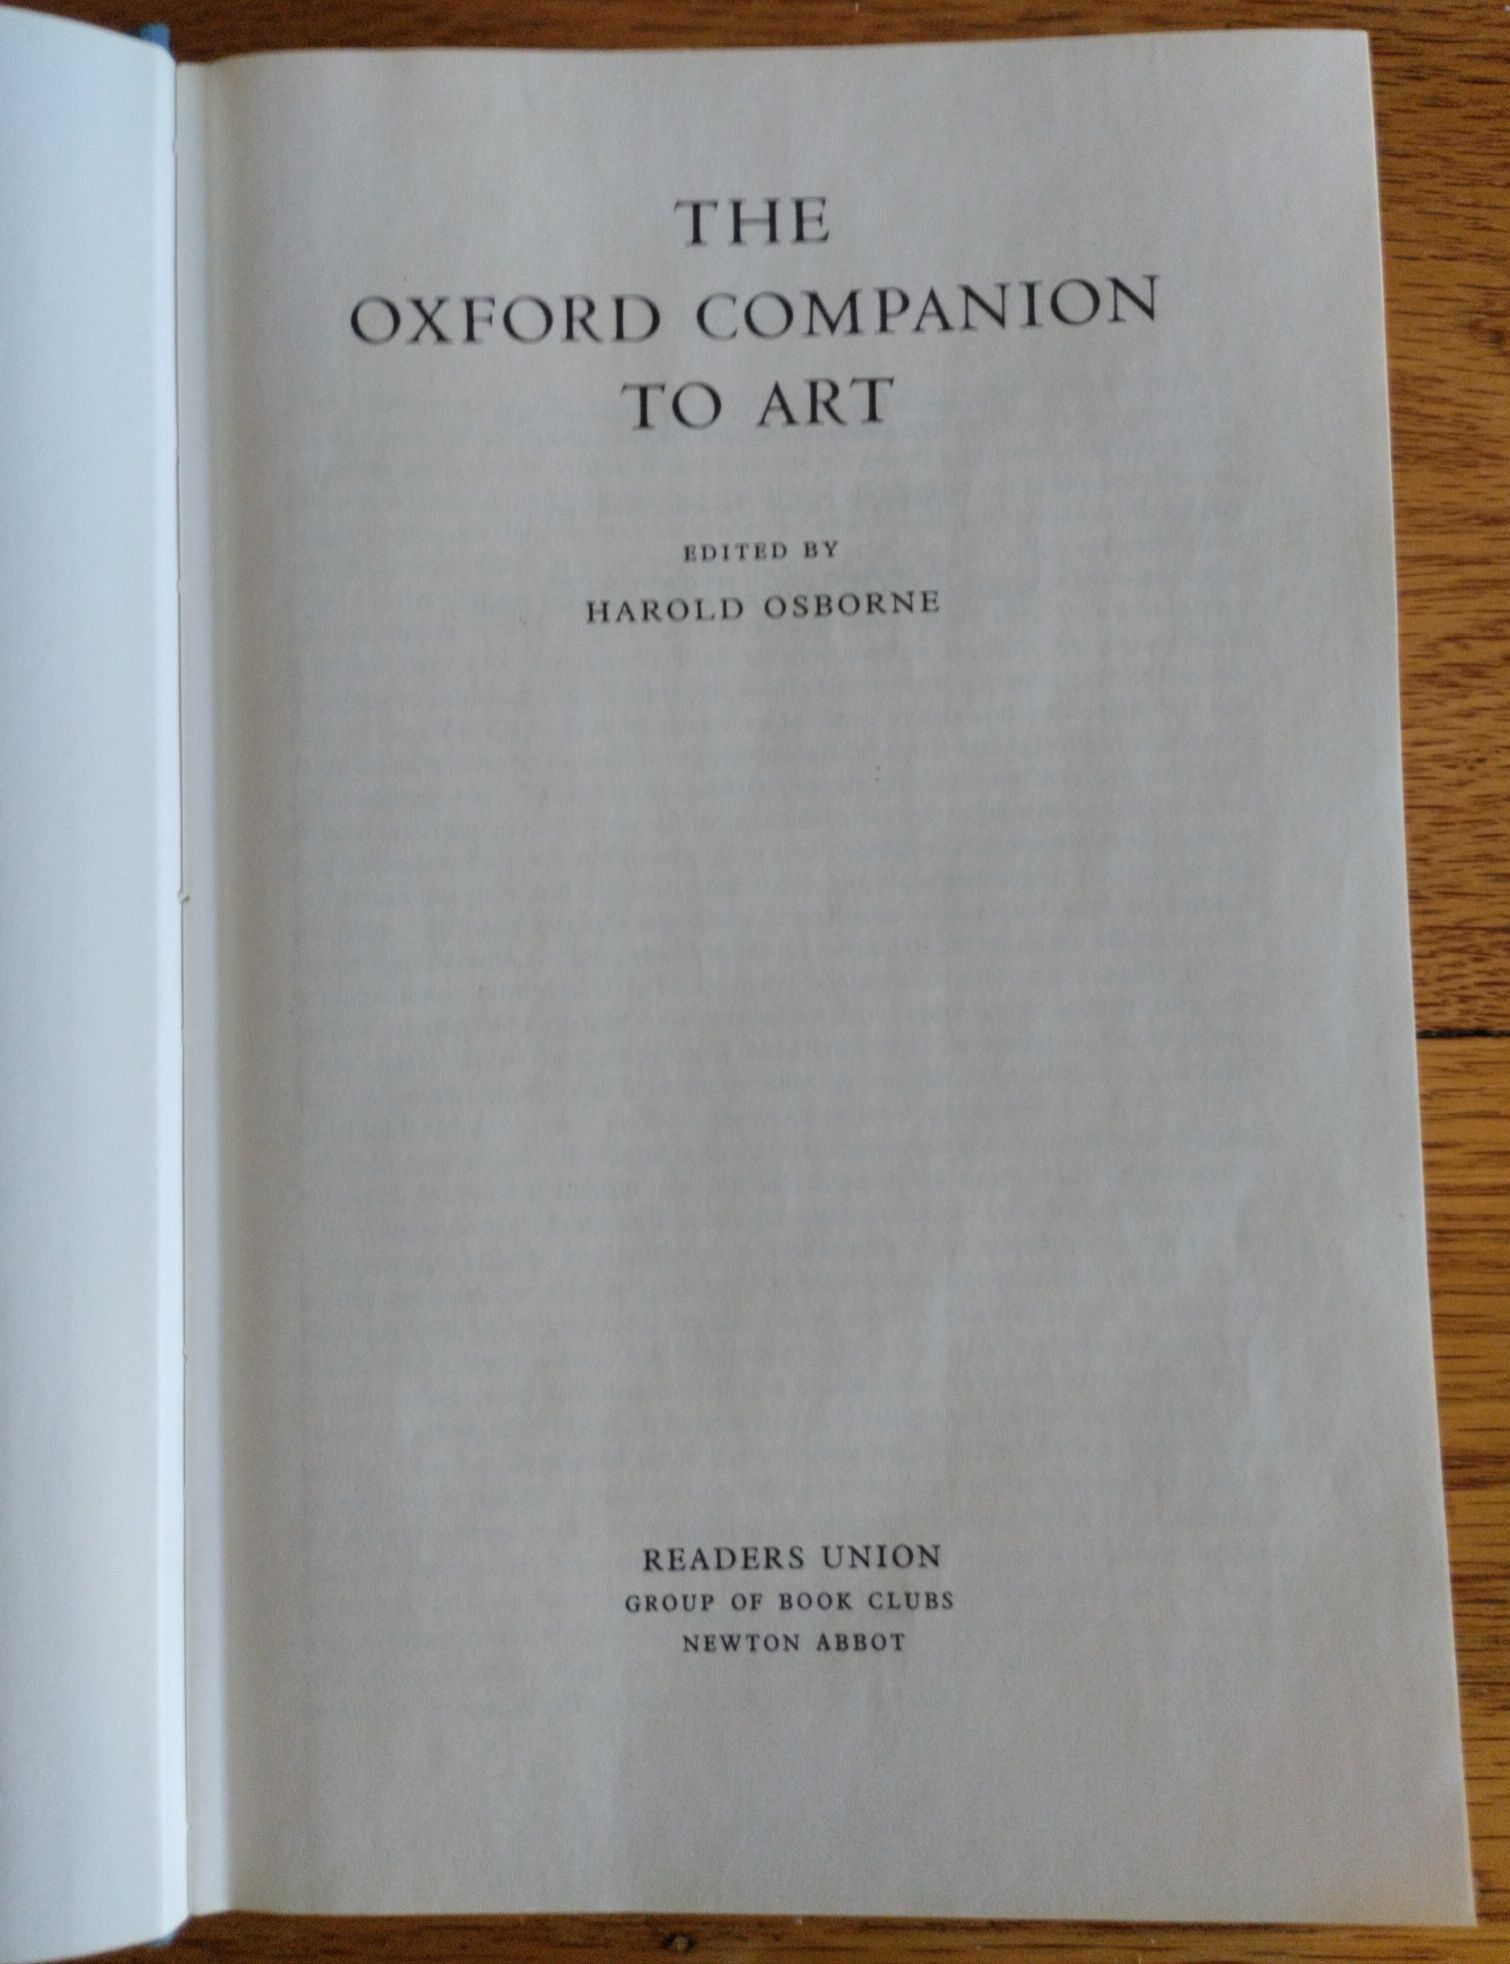 THE
OXFORD COMPANION
TO ART
EDITED BY
HAROLD OSBORNE
READERS UNION
GROUP OF BOOK CLUBS
NEWTON ABBOT